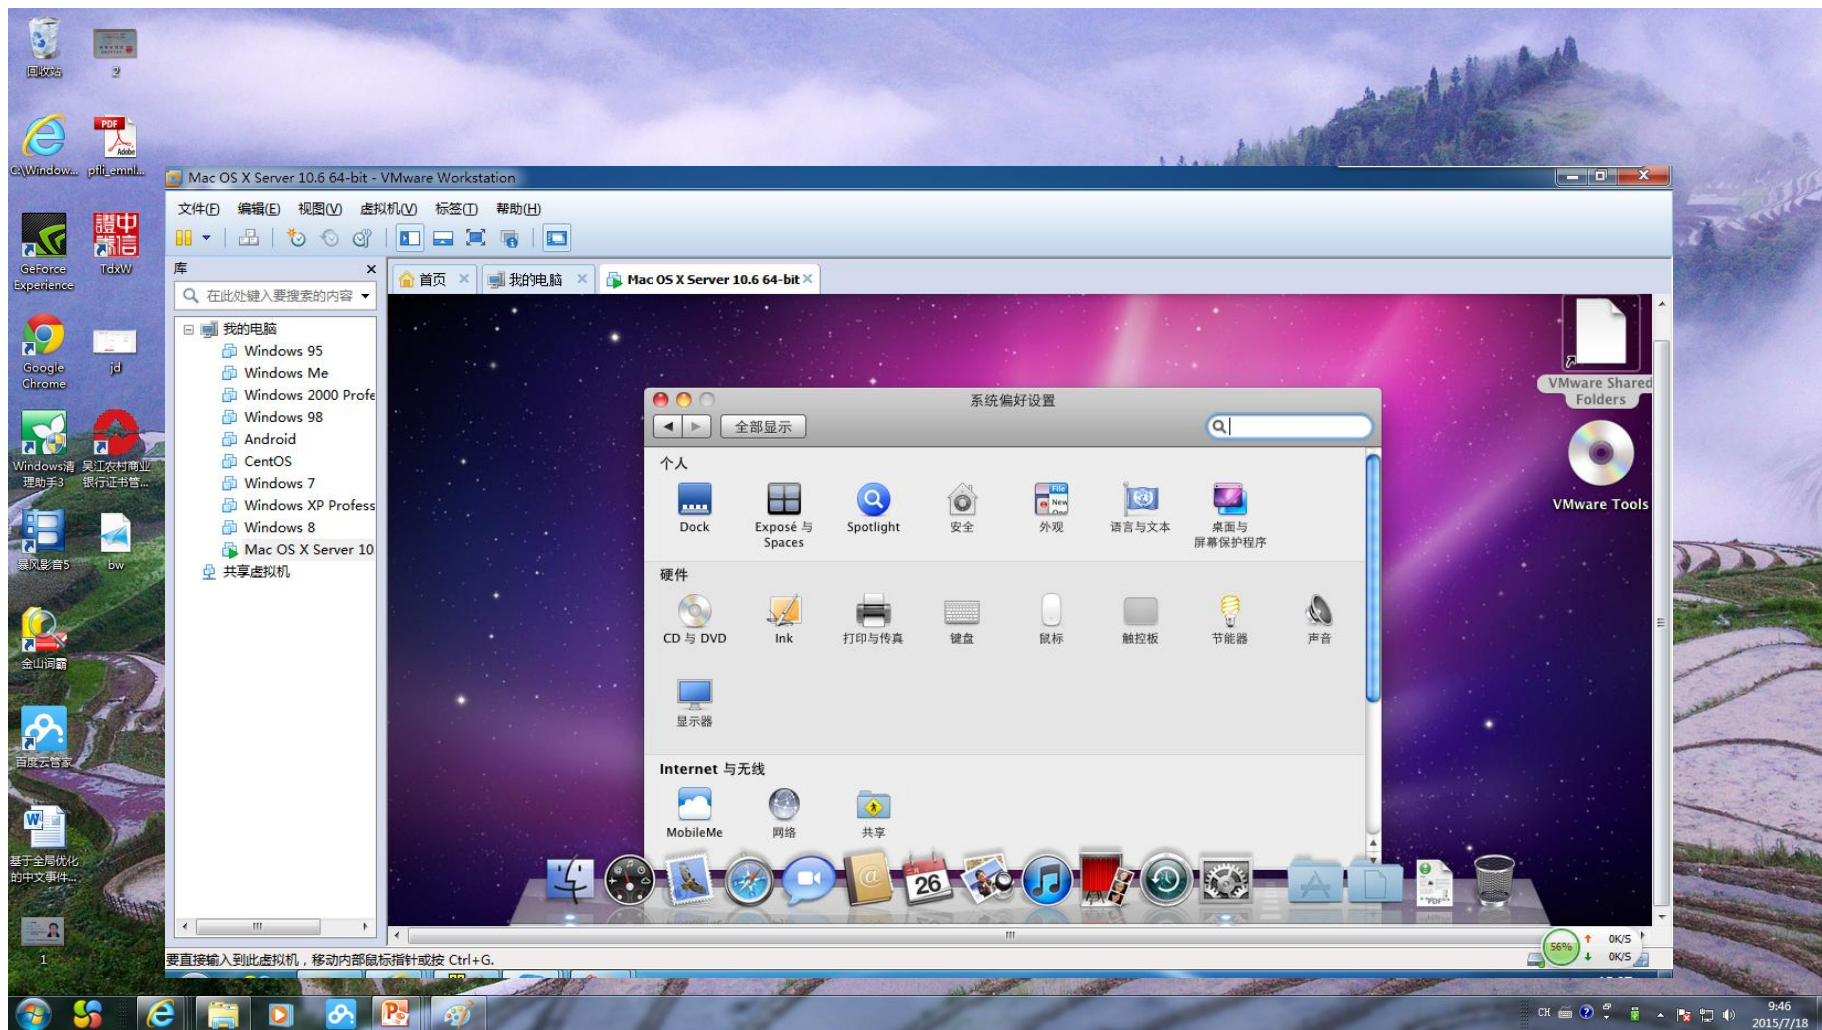 回收站
2
C:\Window...
pfli_emnl...
GeForce
Experience
TdxW
Google
Chrome
jd
Windows清
理助手3
吴江农村商业
银行证书管...
暴风影音5
bw
金山词霸
百度云管家
基于全局优化
的中文事件...
1
Mac OS X Server 10.6 64-bit - VMware Workstation
文件(F) 编辑(E) 视图(V) 虚拟机(V) 标签(T) 帮助(H)
库
在此处键入要搜索的内容
我的电脑
Windows 95
Windows Me
Windows 2000 Profe
Windows 98
Android
CentOS
Windows 7
Windows XP Profess
Windows 8
Mac OS X Server 10
共享虚拟机
首页
我的电脑
Mac OS X Server 10.6 64-bit
VMware Shared
Folders
VMware Tools
系统偏好设置
全部显示
个人
Dock
Exposé 与
Spaces
Spotlight
安全
外观
语言与文本
桌面与
屏幕保护程序
硬件
CD 与 DVD
Ink
打印与传真
键盘
鼠标
触控板
节能器
声音
显示器
Internet 与无线
MobileMe
网络
共享
26
要直接输入到此虚拟机，移动内部鼠标指针或按 Ctrl+G.
56%
0K/S
0K/S
CH
9:46
2015/7/18